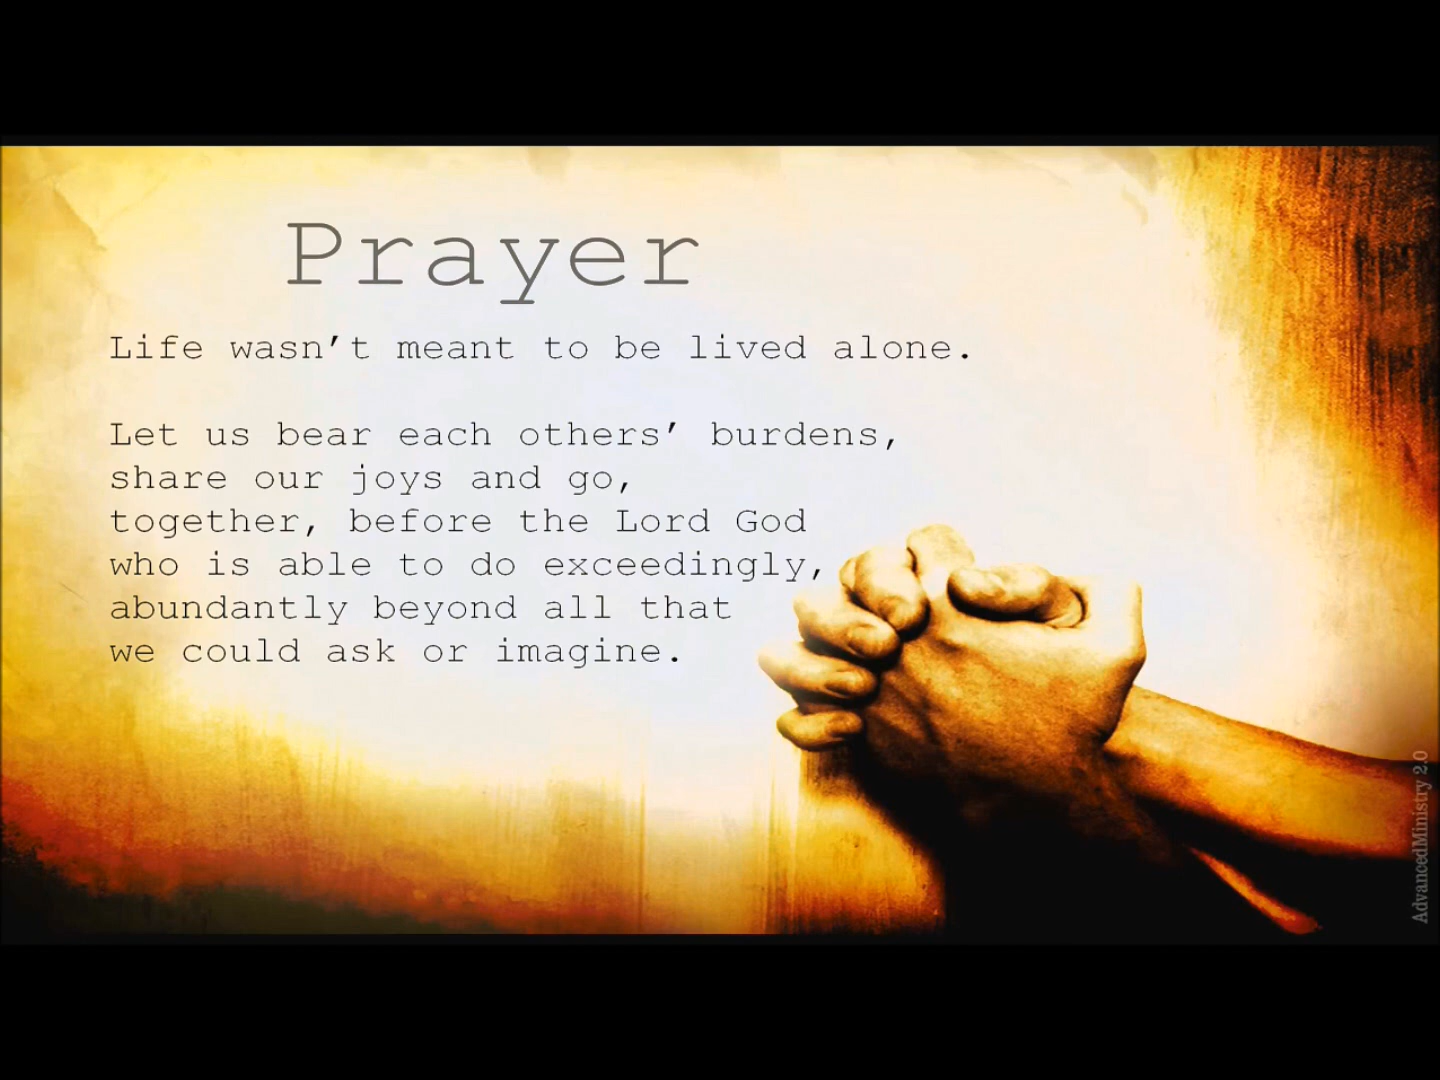 Prayer
Life wasn't meant to be lived alone.
Let us bear each others' burdens,
share our joys and go,
together, before the Lord God
who is able to do exceedingly,
abundantly beyond all that
we could ask or imagine.
AdvancedMinistry 2.0